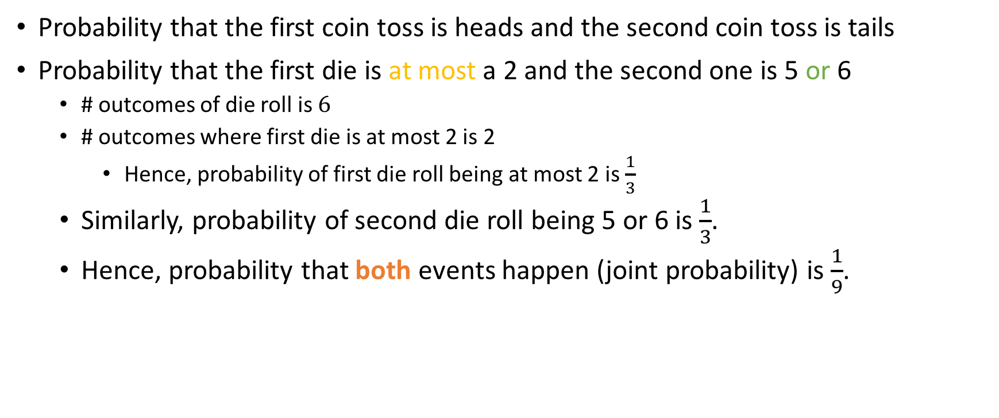 • Probability that the first coin toss is heads and the second coin toss is tails
• Probability that the first die is at most a 2 and the second one is 5 or 6
• # outcomes of die roll is 6
• # outcomes where first die is at most 2 is 2
• Hence, probability of first die roll being at most 2 is 1/3
• Similarly, probability of second die roll being 5 or 6 is 1/3.
• Hence, probability that both events happen (joint probability) is 1/9.